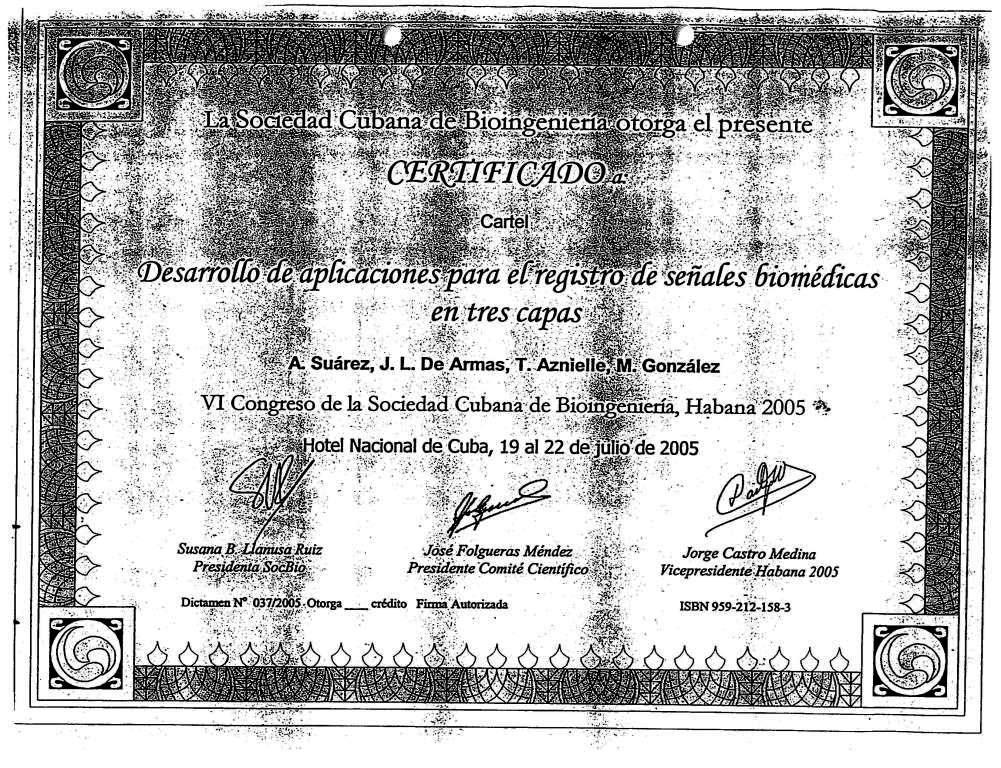 La Sociedad Cubana de Bioingeniería otorga el presente
CERTIFICADO a:
Cartel
Desarrollo de aplicaciones para el registro de señales biomédicas
en tres capas
A. Suárez, J. L. De Armas, T. Aznielle, M. González
VI Congreso de la Sociedad Cubana de Bioingeniería, Habana 2005
Hotel Nacional de Cuba, 19 al 22 de julio de 2005
Susana B. Llanusa Ruiz José Folgueras Méndez Jorge Castro Medina
Presidenta SocBio Presidente Comité Científico Vicepresidente Habana 2005
Dictamen Nº 037/2005 Otorga ____ crédito Firma Autorizada ISBN 959-212-158-3